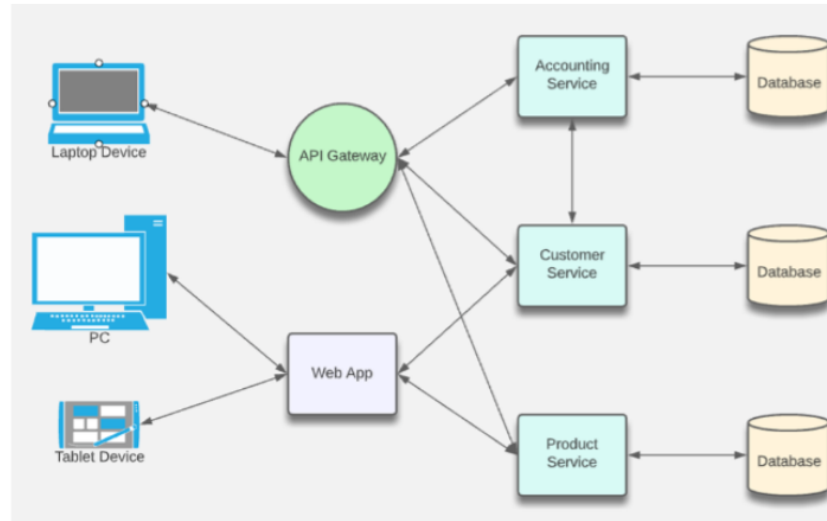 Laptop Device
PC
Tablet Device
API Gateway
Web App
Accounting
Service
Customer
Service
Product
Service
Database
Database
Database